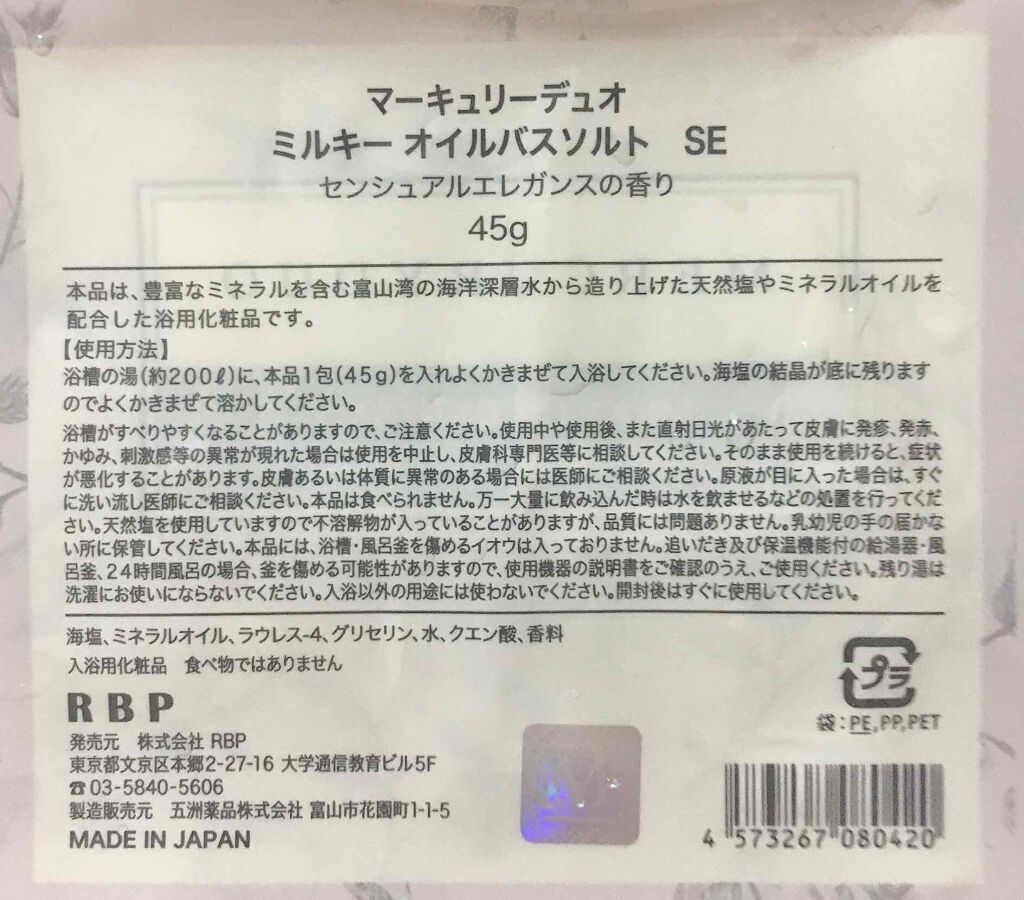 マーキュリーデュオ
ミルキー オイルバスソルト SE
センシュアルエレガンスの香り
45g
本品は、豊富なミネラルを含む富山湾の海洋深層水から造り上げた天然塩やミネラルオイルを
配合した浴用化粧品です。
【使用方法】
浴槽の湯(約200ℓ)に、本品1包(45g)を入れよくかきまぜて入浴してください。海塩の結晶が底に残ります
のでよくかきまぜて溶かしてください。
浴槽がすべりやすくなることがありますので、ご注意ください。使用中や使用後、また直射日光があたって皮膚に発疹、発赤、
かゆみ、刺激感等の異常が現れた場合は使用を中止し、皮膚科専門医等に相談してください。そのまま使用を続けると、症状
が悪化することがあります。皮膚あるいは体質に異常のある場合には医師にご相談ください。原液が目に入った場合は、すぐ
に洗い流し医師にご相談ください。本品は食べられません。万一大量に飲み込んだ時は水を飲ませるなどの処置を行ってくだ
さい。天然塩を使用していますので不溶解物が入っていることがありますが、品質には問題ありません。乳幼児の手の届かな
い所に保管してください。本品には、浴槽・風呂釜を傷めるイオウは入っておりません。追いだき及び保温機能付の給湯器・風
呂釜、24時間風呂の場合、釜を傷める可能性がありますので、使用機器の説明書をご確認のうえ、ご使用ください。残り湯は
洗濯にお使いにならないでください。入浴以外の用途には使わないでください。開封後はすぐに使用してください。
海塩、ミネラルオイル、ラウレス-4、グリセリン、水、クエン酸、香料
入浴用化粧品 食べ物ではありません
RBP
プラ
袋：PE,PP,PET
発売元 株式会社 RBP
東京都文京区本郷2-27-16 大学通信教育ビル5F
☎03-5840-5606
製造販売元 五洲薬品株式会社 富山市花園町1-1-5
MADE IN JAPAN
4 573267 080420